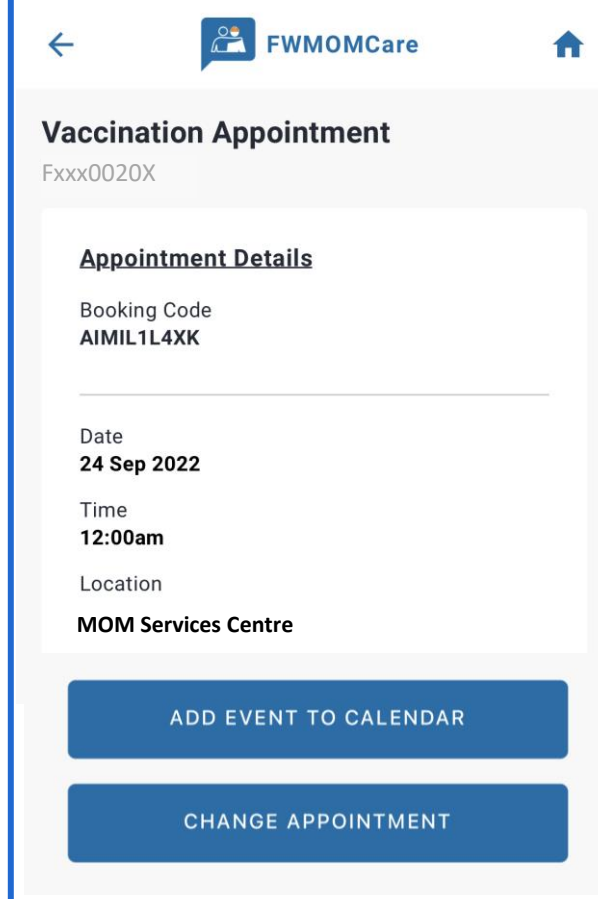 FWMOMCare
Vaccination Appointment
Fxxx0020X
Appointment Details
Booking Code
AIMIL1L4XK
Date
24 Sep 2022
Time
12:00am
Location
MOM Services Centre
ADD EVENT TO CALENDAR
CHANGE APPOINTMENT